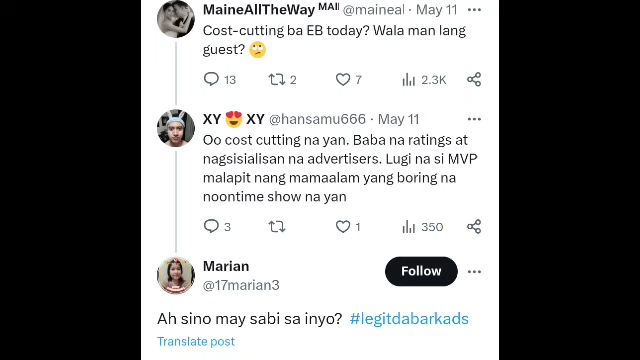 MaineAllTheWay ᴹᴬᴵᴵ @maineal · May 11
Cost-cutting ba EB today? Wala man lang
guest? 🙄
13 2 7 2.3K
XY 😍 XY @hansamu666 · May 11
Oo cost cutting na yan. Baba na ratings at
nagsisialisan na advertisers. Lugi na si MVP
malapit nang mamaalam yang boring na
noontime show na yan
3 1 350
Marian
Follow
@17marian3
Ah sino may sabi sa inyo? #legitdabarkads
Translate post